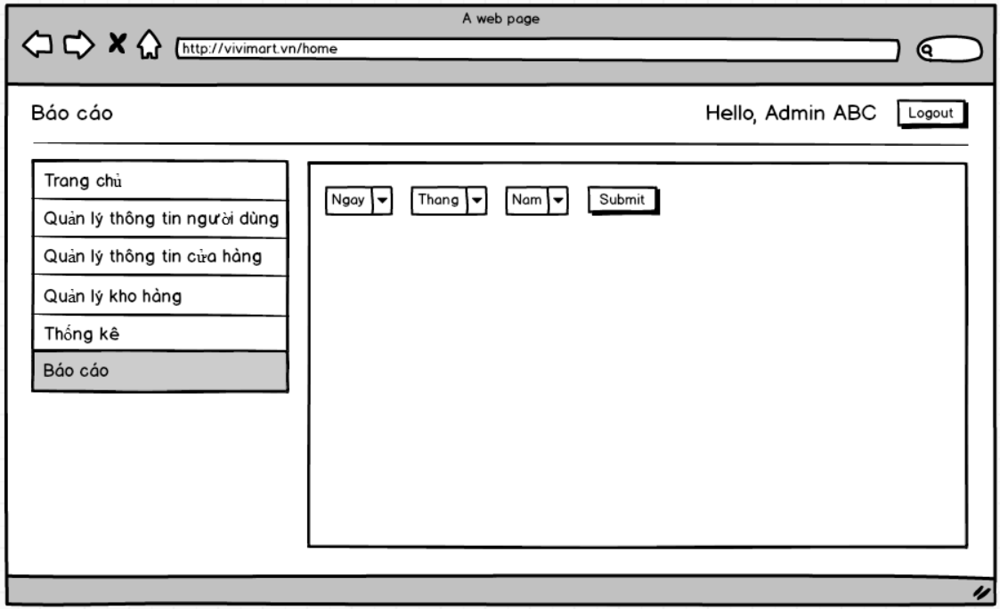 A web page
http://vivimart.vn/home
Báo cáo
Hello, Admin ABC
Logout
Trang chủ
Quản lý thông tin người dùng
Quản lý thông tin cửa hàng
Quản lý kho hàng
Thống kê
Báo cáo
Ngay
Thang
Nam
Submit